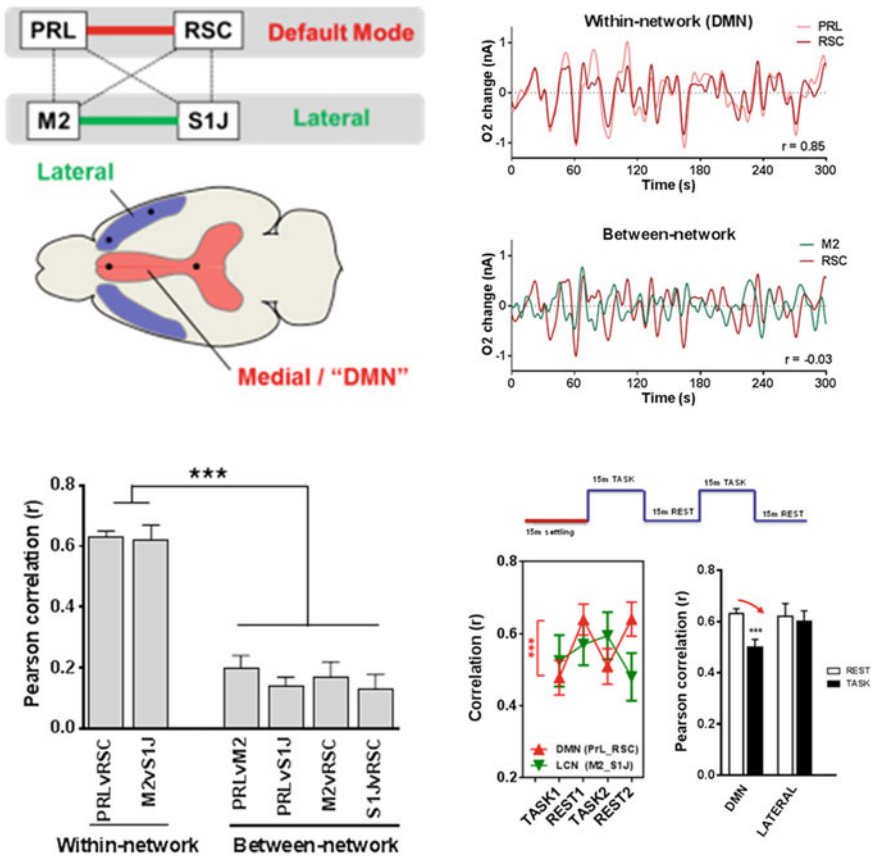 PRL RSC Default Mode
M2 S1J Lateral
Lateral
Medial / "DMN"
Within-network (DMN)
PRL
RSC
O2 change (nA)
1
0
-1
r = 0.85
0 60 120 180 240 300
Time (s)
Between-network
M2
RSC
O2 change (nA)
1
0
-1
r = -0.03
0 60 120 180 240 300
Time (s)
Pearson correlation (r)
0.8
0.6
0.4
0.2
0.0
***
PRLvRSC
M2vS1J
PRLvM2
PRLvS1J
M2vRSC
S1JvRSC
Within-network Between-network
15m settling
15m TASK
15m REST
15m TASK
15m REST
Correlation (r)
0.8
0.6
0.4
0.2
***
DMN (PrL_RSC)
LCN (M2_S1J)
TASK1
REST1
TASK2
REST2
Pearson correlation (r)
0.8
0.6
0.4
0.2
0.0
***
REST
TASK
DMN
LATERAL